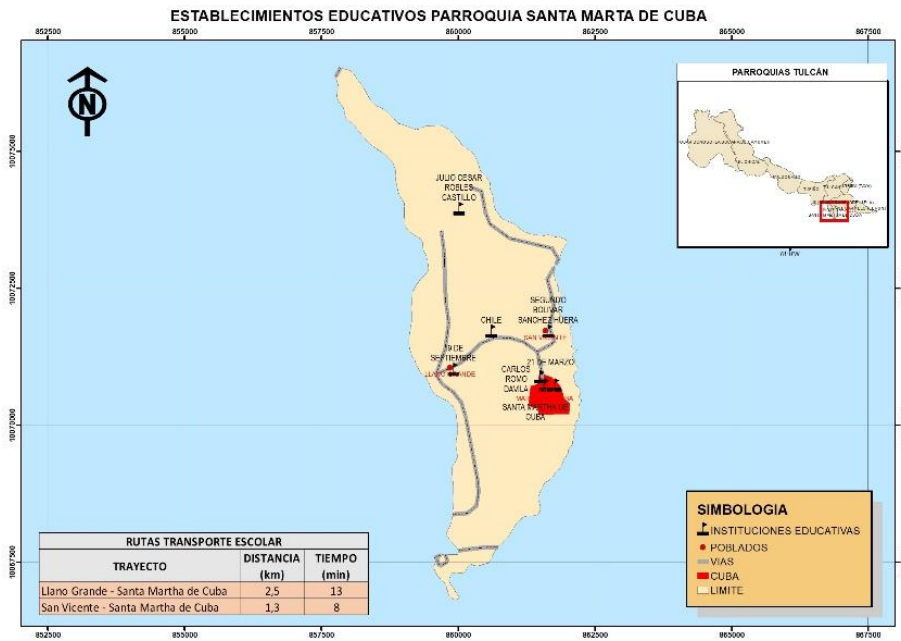 ESTABLECIMIENTOS EDUCATIVOS PARROQUIA SANTA MARTA DE CUBA
852500 855000 857500 860000 862500 865000 867500
N
PARROQUIAS TULCÁN
10075000
JULIO CESAR
ROBLES
CASTILLO
10072500
SEGUNDO
BOLIVAR
SANCHEZ HUERA
CHILE
SAN VICENTE
19 DE
SEPTIEMBRE
21 DE MARZO
LLANO GRANDE
CARLOS
ROMO
DAVILA
SANTA MARTHA DE
CUBA
SIMBOLOGIA
INSTITUCIONES EDUCATIVAS
POBLADOS
VIAS
CUBA
LIMITE
RUTAS TRANSPORTE ESCOLAR
TRAYECTO DISTANCIA (km) TIEMPO (min)
Llano Grande - Santa Martha de Cuba 2,5 13
San Vicente - Santa Martha de Cuba 1,3 8
852500 855000 857500 860000 862500 865000 867500